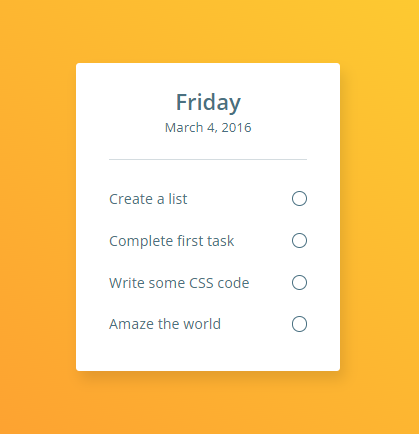 Friday
March 4, 2016
Create a list
Complete first task
Write some CSS code
Amaze the world